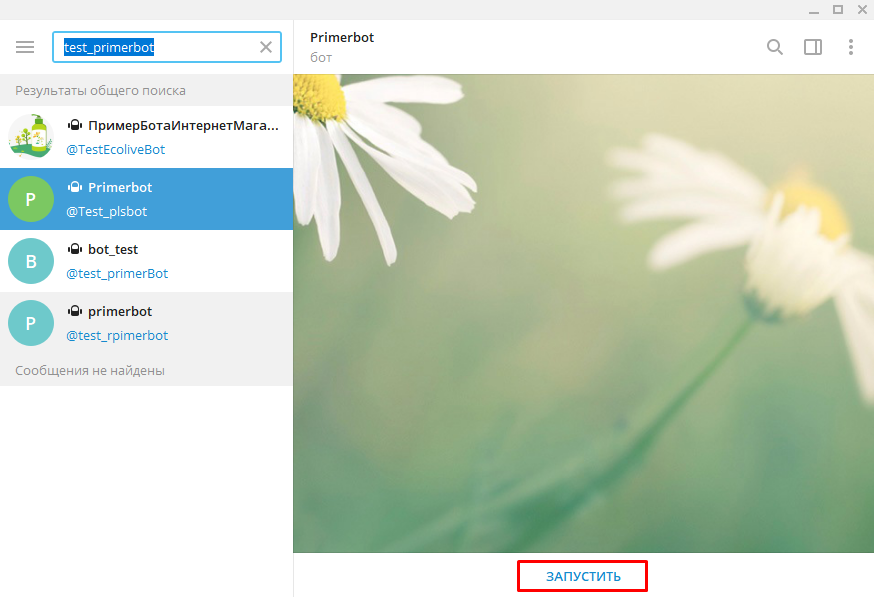 test_primerbot
Результаты общего поиска
ПримерБотаИнтернетМага...
@TestEcoliveBot
P
Primerbot
@Test_plsbot
B
bot_test
@test_primerBot
P
primerbot
@test_rpimerbot
Сообщения не найдены
Primerbot
бот
ЗАПУСТИТЬ